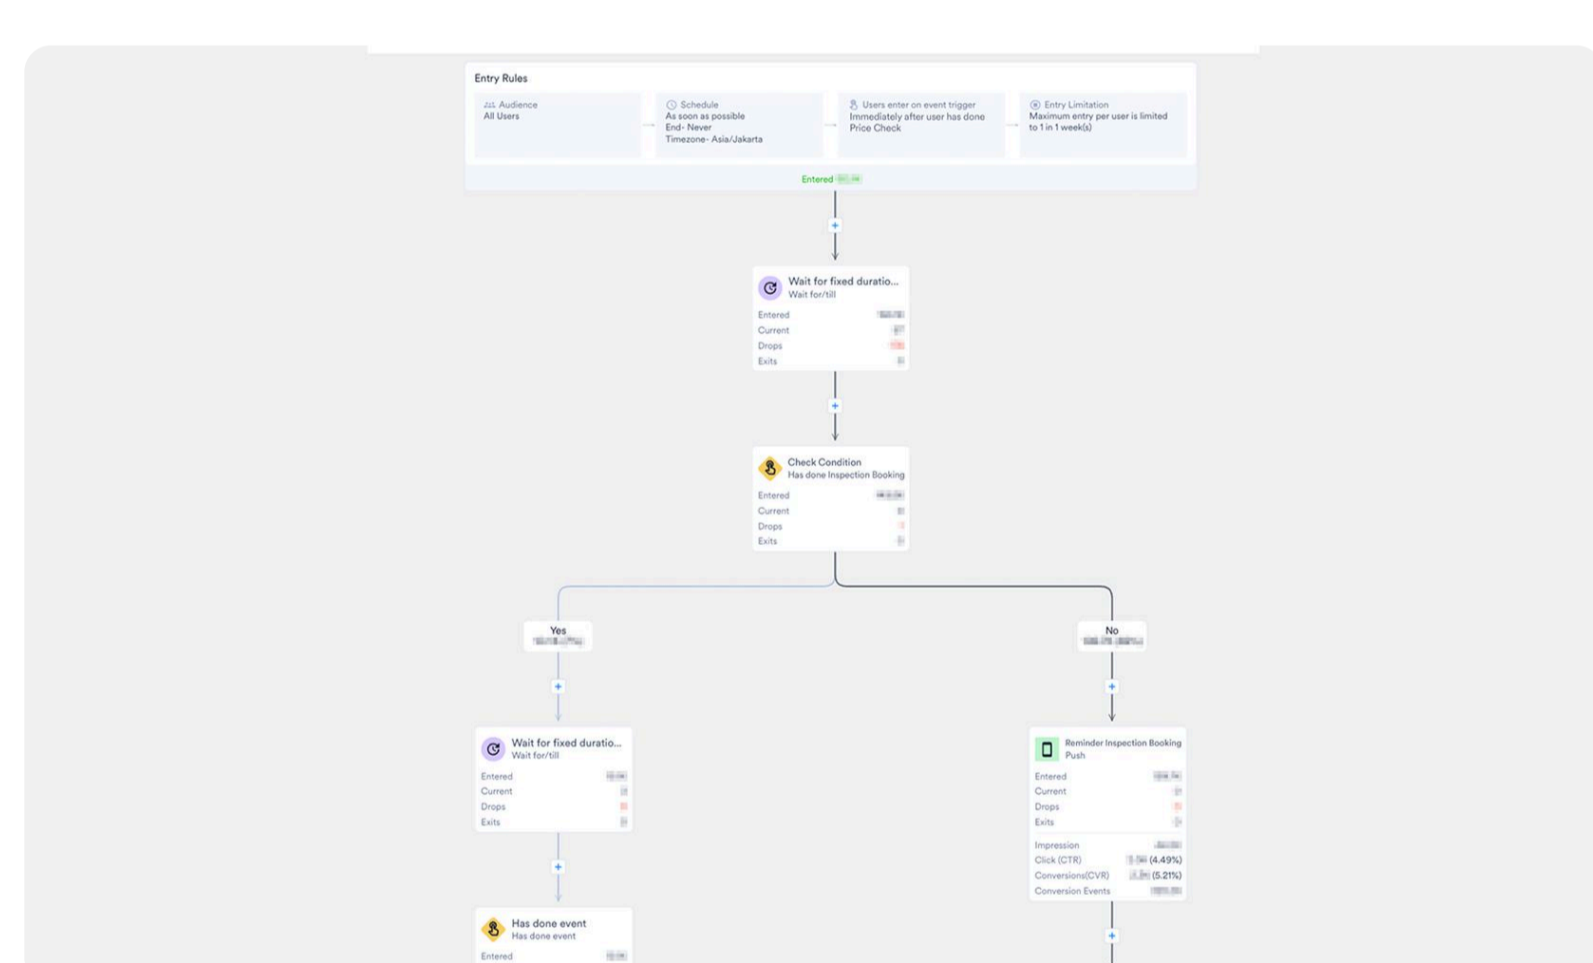 Entry Rules
Audience
All Users
Schedule
As soon as possible
End- Never
Timezone- Asia/Jakarta
Users enter on event trigger
Immediately after user has done
Price Check
Entry Limitation
Maximum entry per user is limited
to 1 in 1 week(s)
Entered
Wait for fixed duratio...
Wait for/till
Entered
Current
Drops
Exits
Check Condition
Has done Inspection Booking
Entered
Current
Drops
Exits
Yes
No
Wait for fixed duratio...
Wait for/till
Entered
Current
Drops
Exits
Reminder Inspection Booking
Push
Entered
Current
Drops
Exits
Impression
Click (CTR) (4.49%)
Conversions(CVR) (5.21%)
Conversion Events
Has done event
Has done event
Entered